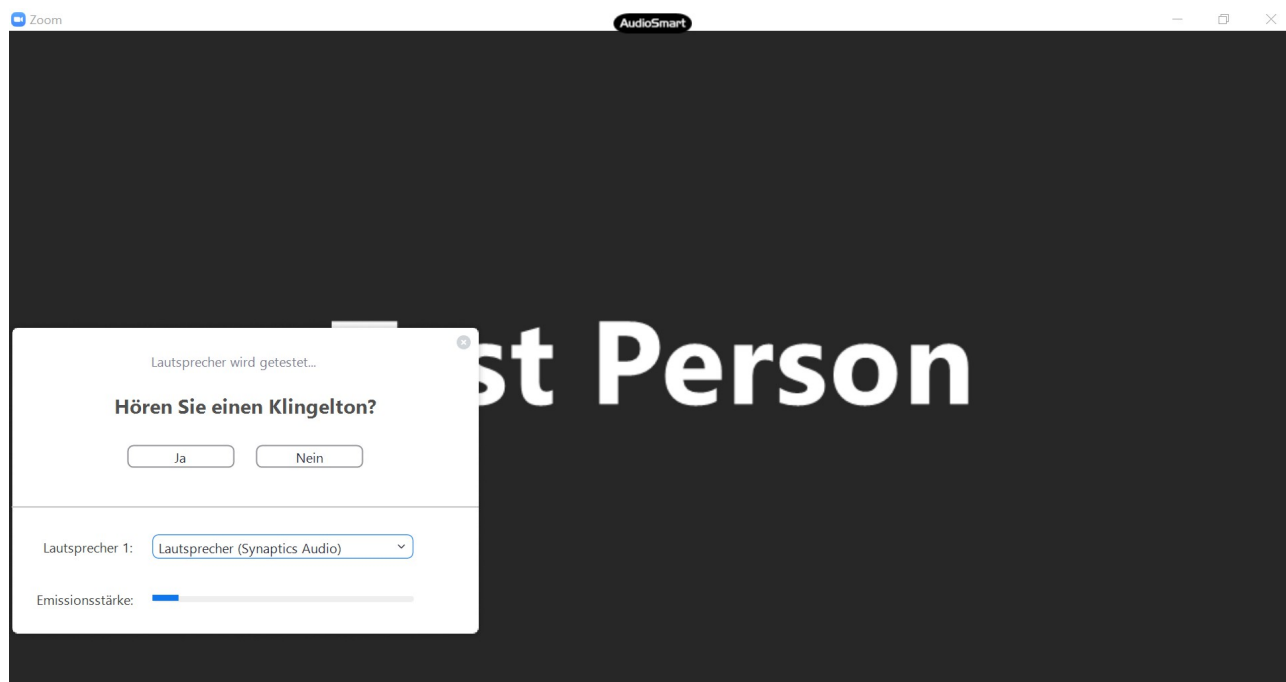 Zoom
AudioSmart
st Person
Lautsprecher wird getestet...
Hören Sie einen Klingelton?
Ja
Nein
Lautsprecher 1:
Lautsprecher (Synaptics Audio)
Emissionsstärke: